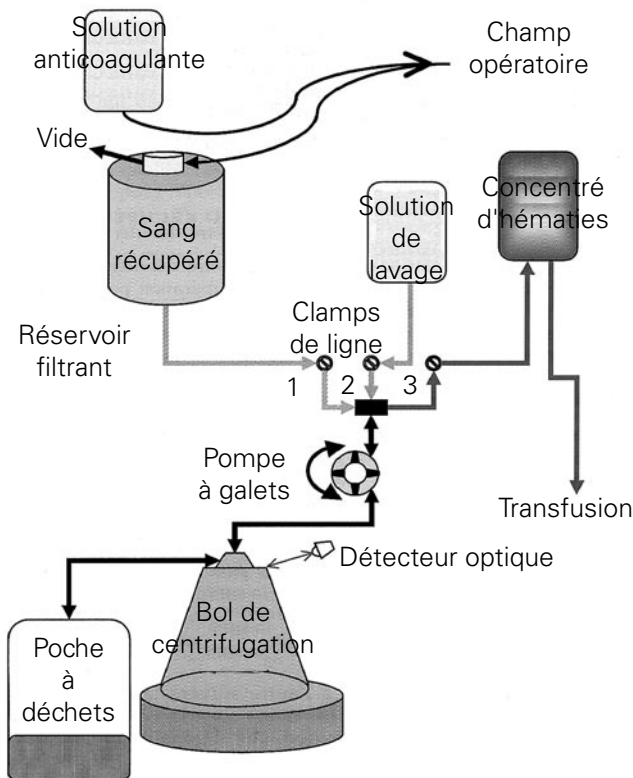 Solution
anticoagulante
Champ
opératoire
Vide
Sang
récupéré
Solution
de
lavage
Concentré
d'hématies
Réservoir
filtrant
Clamps
de ligne
1
2
3
Pompe
à galets
Transfusion
Détecteur optique
Bol de
centrifugation
Poche
à
déchets